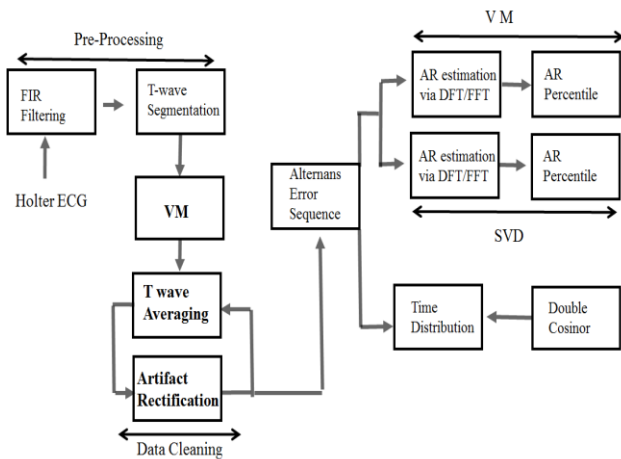 Pre-Processing
FIR
Filtering
T-wave
Segmentation
Holter ECG
VM
T wave
Averaging
Artifact
Rectification
Data Cleaning
Alternans
Error
Sequence
V M
AR estimation
via DFT/FFT
AR
Percentile
AR estimation
via DFT/FFT
AR
Percentile
SVD
Time
Distribution
Double
Cosinor